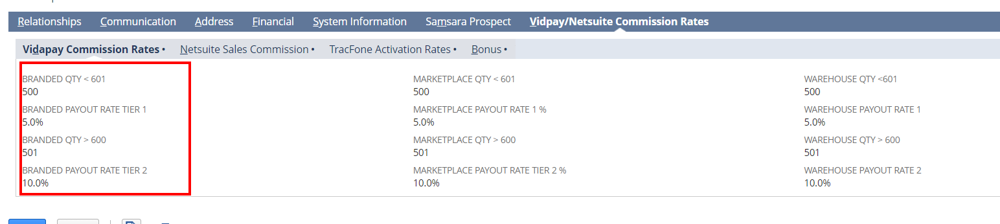 Relationships Communication Address Financial System Information Samsara Prospect Vidpay/Netsuite Commission Rates
Vidapay Commission Rates • Netsuite Sales Commission • TracFone Activation Rates • Bonus •
BRANDED QTY < 601 MARKETPLACE QTY < 601 WAREHOUSE QTY <601
500 500 500
BRANDED PAYOUT RATE TIER 1 MARKETPLACE PAYOUT RATE 1 % WAREHOUSE PAYOUT RATE 1
5.0% 5.0% 5.0%
BRANDED QTY > 600 MARKETPLACE QTY > 600 WAREHOUSE QTY > 600
501 501 501
BRANDED PAYOUT RATE TIER 2 MARKETPLACE PAYOUT RATE TIER 2 % WAREHOUSE PAYOUT RATE 2
10.0% 10.0% 10.0%